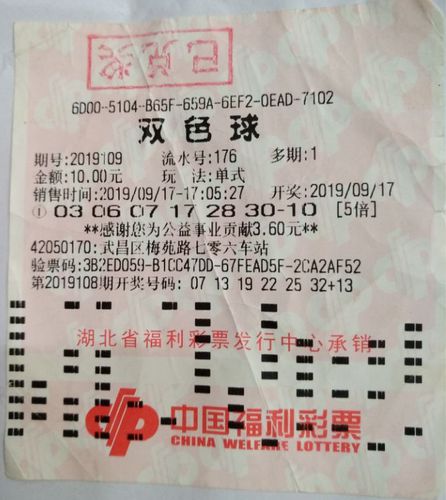 已兑奖
6D00-5104-B65F-659A-6EF2-0EAD-7102
双色球
期号:2019109 流水号:176 多期:1
金额:10.00元 玩 法:单式
销售时间:2019/09/17-17:05:27 开奖:2019/09/17
① 03 06 07 17 28 30-10 [5倍]
**感谢您为公益事业贡献3.60元**
42050170:武昌区梅苑路七零六车站
验票码:3B2ED059-B1CC47DD-67FEAD5F-2CA2AF52
第2019108期开奖号码: 07 13 19 22 25 32+13
湖北省福利彩票发行中心承销
中国福利彩票
CHINA WELFARE LOTTERY